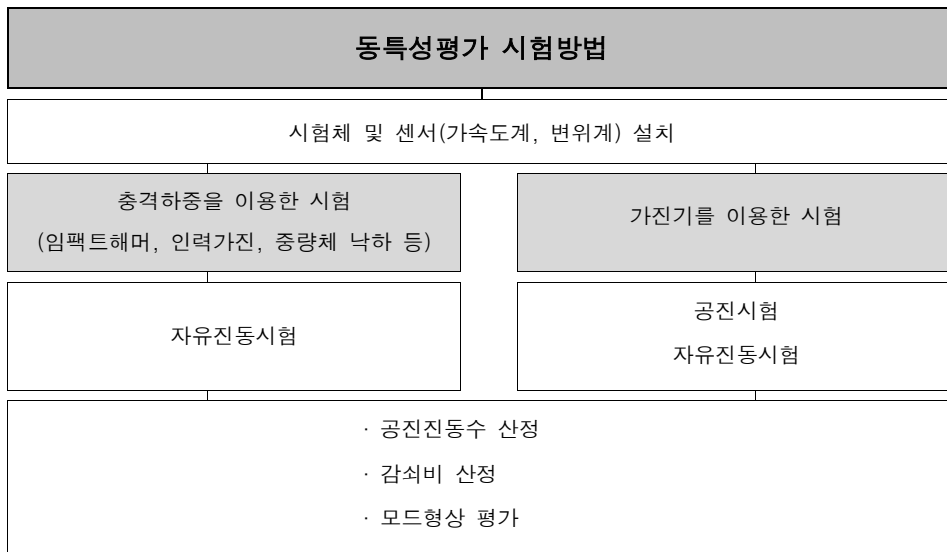 동특성평가 시험방법
시험체 및 센서(가속도계, 변위계) 설치
충격하중을 이용한 시험
(임팩트해머, 인력가진, 중량체 낙하 등)
가진기를 이용한 시험
자유진동시험
공진시험
자유진동시험
· 공진진동수 산정
· 감쇠비 산정
· 모드형상 평가